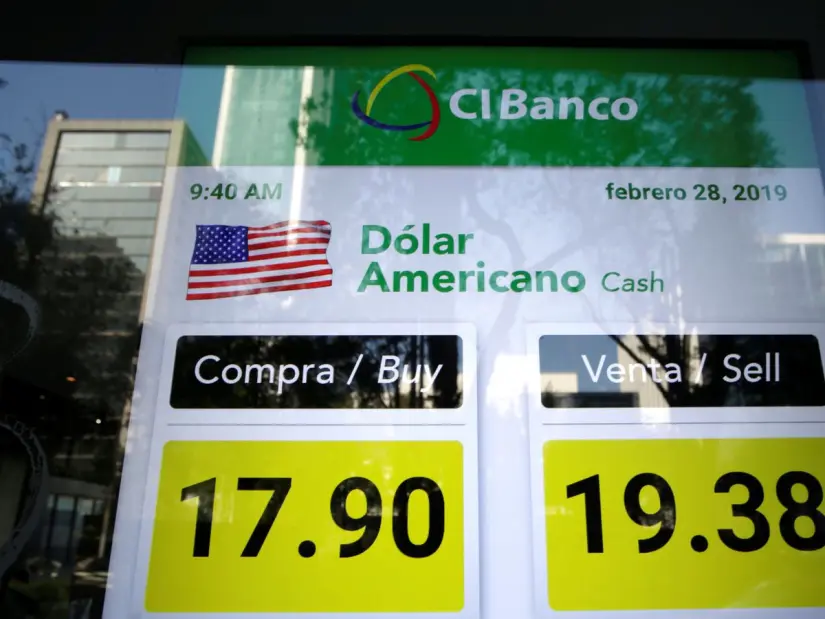 CIBanco
9:40 AM
febrero 28, 2019
Dólar
Americano Cash
Compra / Buy
Venta / Sell
17.90
19.38